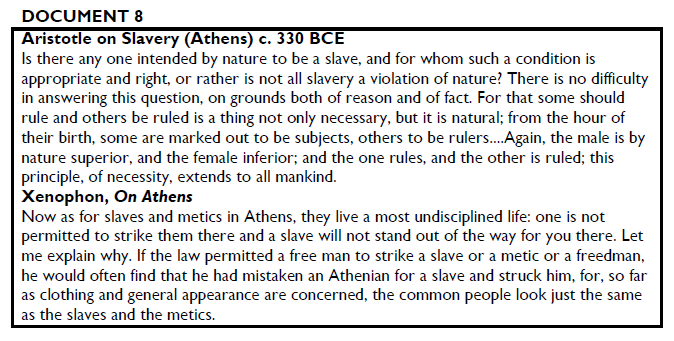 DOCUMENT 8
Aristotle on Slavery (Athens) c. 330 BCE
Is there any one intended by nature to be a slave, and for whom such a condition is
appropriate and right, or rather is not all slavery a violation of nature? There is no difficulty
in answering this question, on grounds both of reason and of fact. For that some should
rule and others be ruled is a thing not only necessary, but it is natural; from the hour of
their birth, some are marked out to be subjects, others to be rulers....Again, the male is by
nature superior, and the female inferior; and the one rules, and the other is ruled; this
principle, of necessity, extends to all mankind.
Xenophon, On Athens
Now as for slaves and metics in Athens, they live a most undisciplined life: one is not
permitted to strike them there and a slave will not stand out of the way for you there. Let
me explain why. If the law permitted a free man to strike a slave or a metic or a freedman,
he would often find that he had mistaken an Athenian for a slave and struck him, for, so far
as clothing and general appearance are concerned, the common people look just the same
as the slaves and the metics.